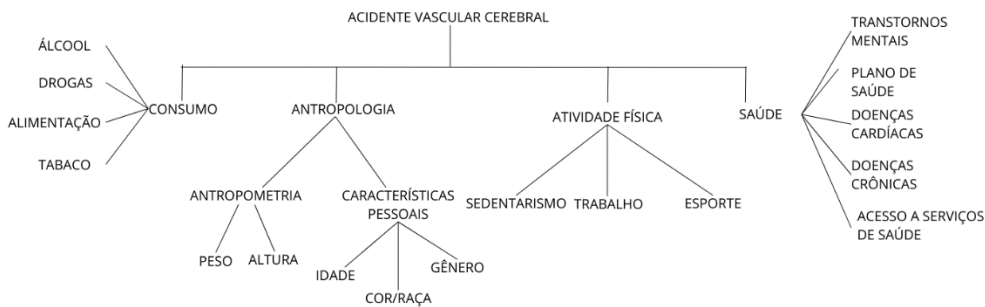 ACIDENTE VASCULAR CEREBRAL
ÁLCOOL
DROGAS
ALIMENTAÇÃO
TABACO
CONSUMO
ANTROPOLOGIA
ANTROPOMETRIA
PESO
ALTURA
CARACTERÍSTICAS
PESSOAIS
IDADE
COR/RAÇA
GÊNERO
ATIVIDADE FÍSICA
SEDENTARISMO
TRABALHO
ESPORTE
SAÚDE
TRANSTORNOS
MENTAIS
PLANO DE
SAÚDE
DOENÇAS
CARDÍACAS
DOENÇAS
CRÔNICAS
ACESSO A SERVIÇOS
DE SAÚDE